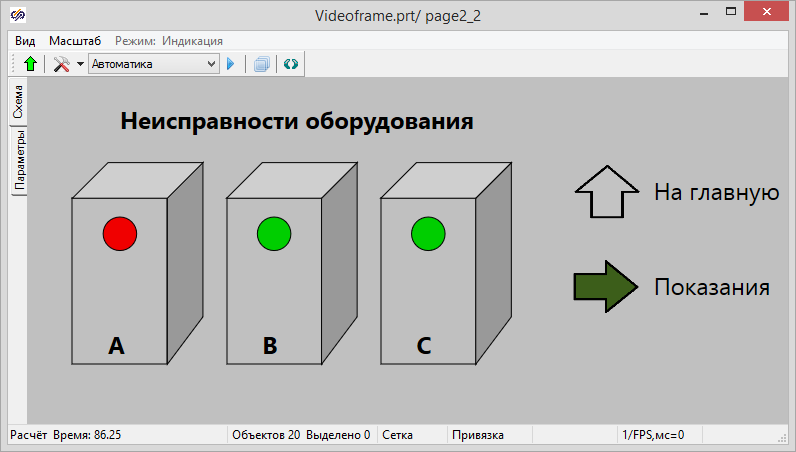 Videoframe.prt/ page2_2
Вид Масштаб Режим: Индикация
Автоматика
Схема
Параметры
Неисправности оборудования
На главную
Показания
A B C
Расчёт Время: 86.25 Объектов 20 Выделено 0 Сетка Привязка 1/FPS,мс=0